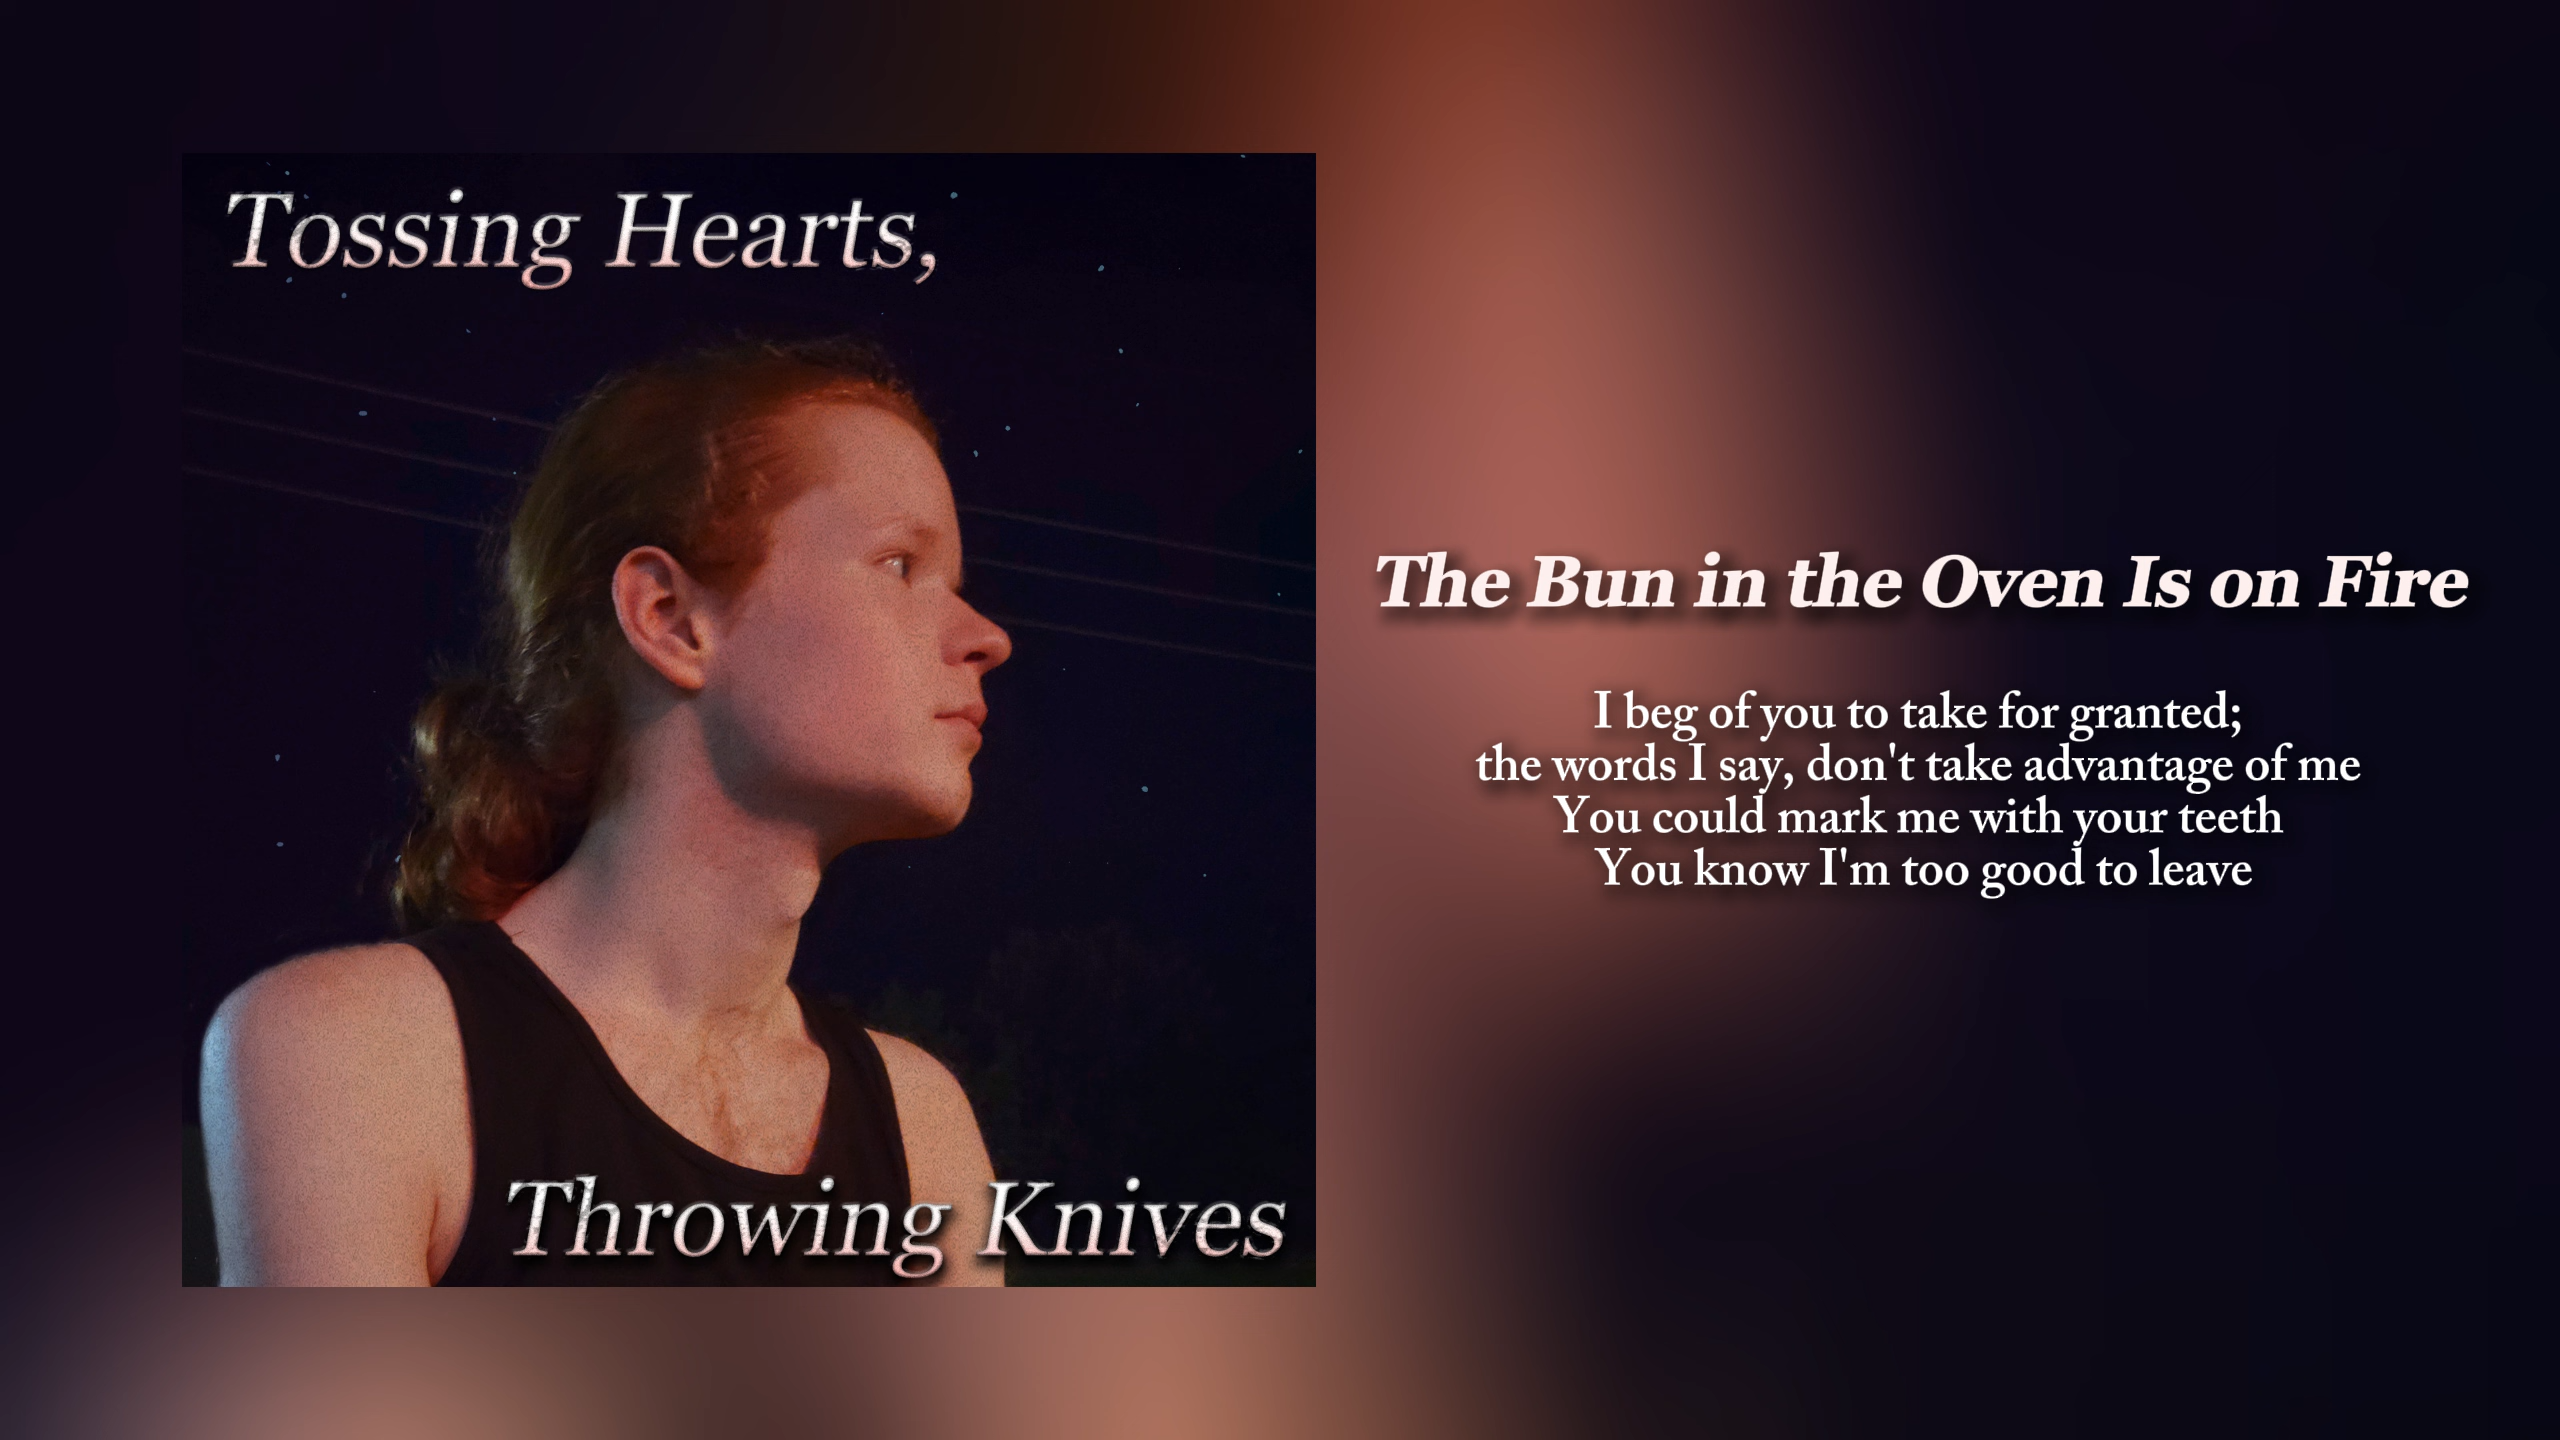 Tossing Hearts,
Throwing Knives
The Bun in the Oven Is on Fire
I beg of you to take for granted;
the words I say, don't take advantage of me
You could mark me with your teeth
You know I'm too good to leave